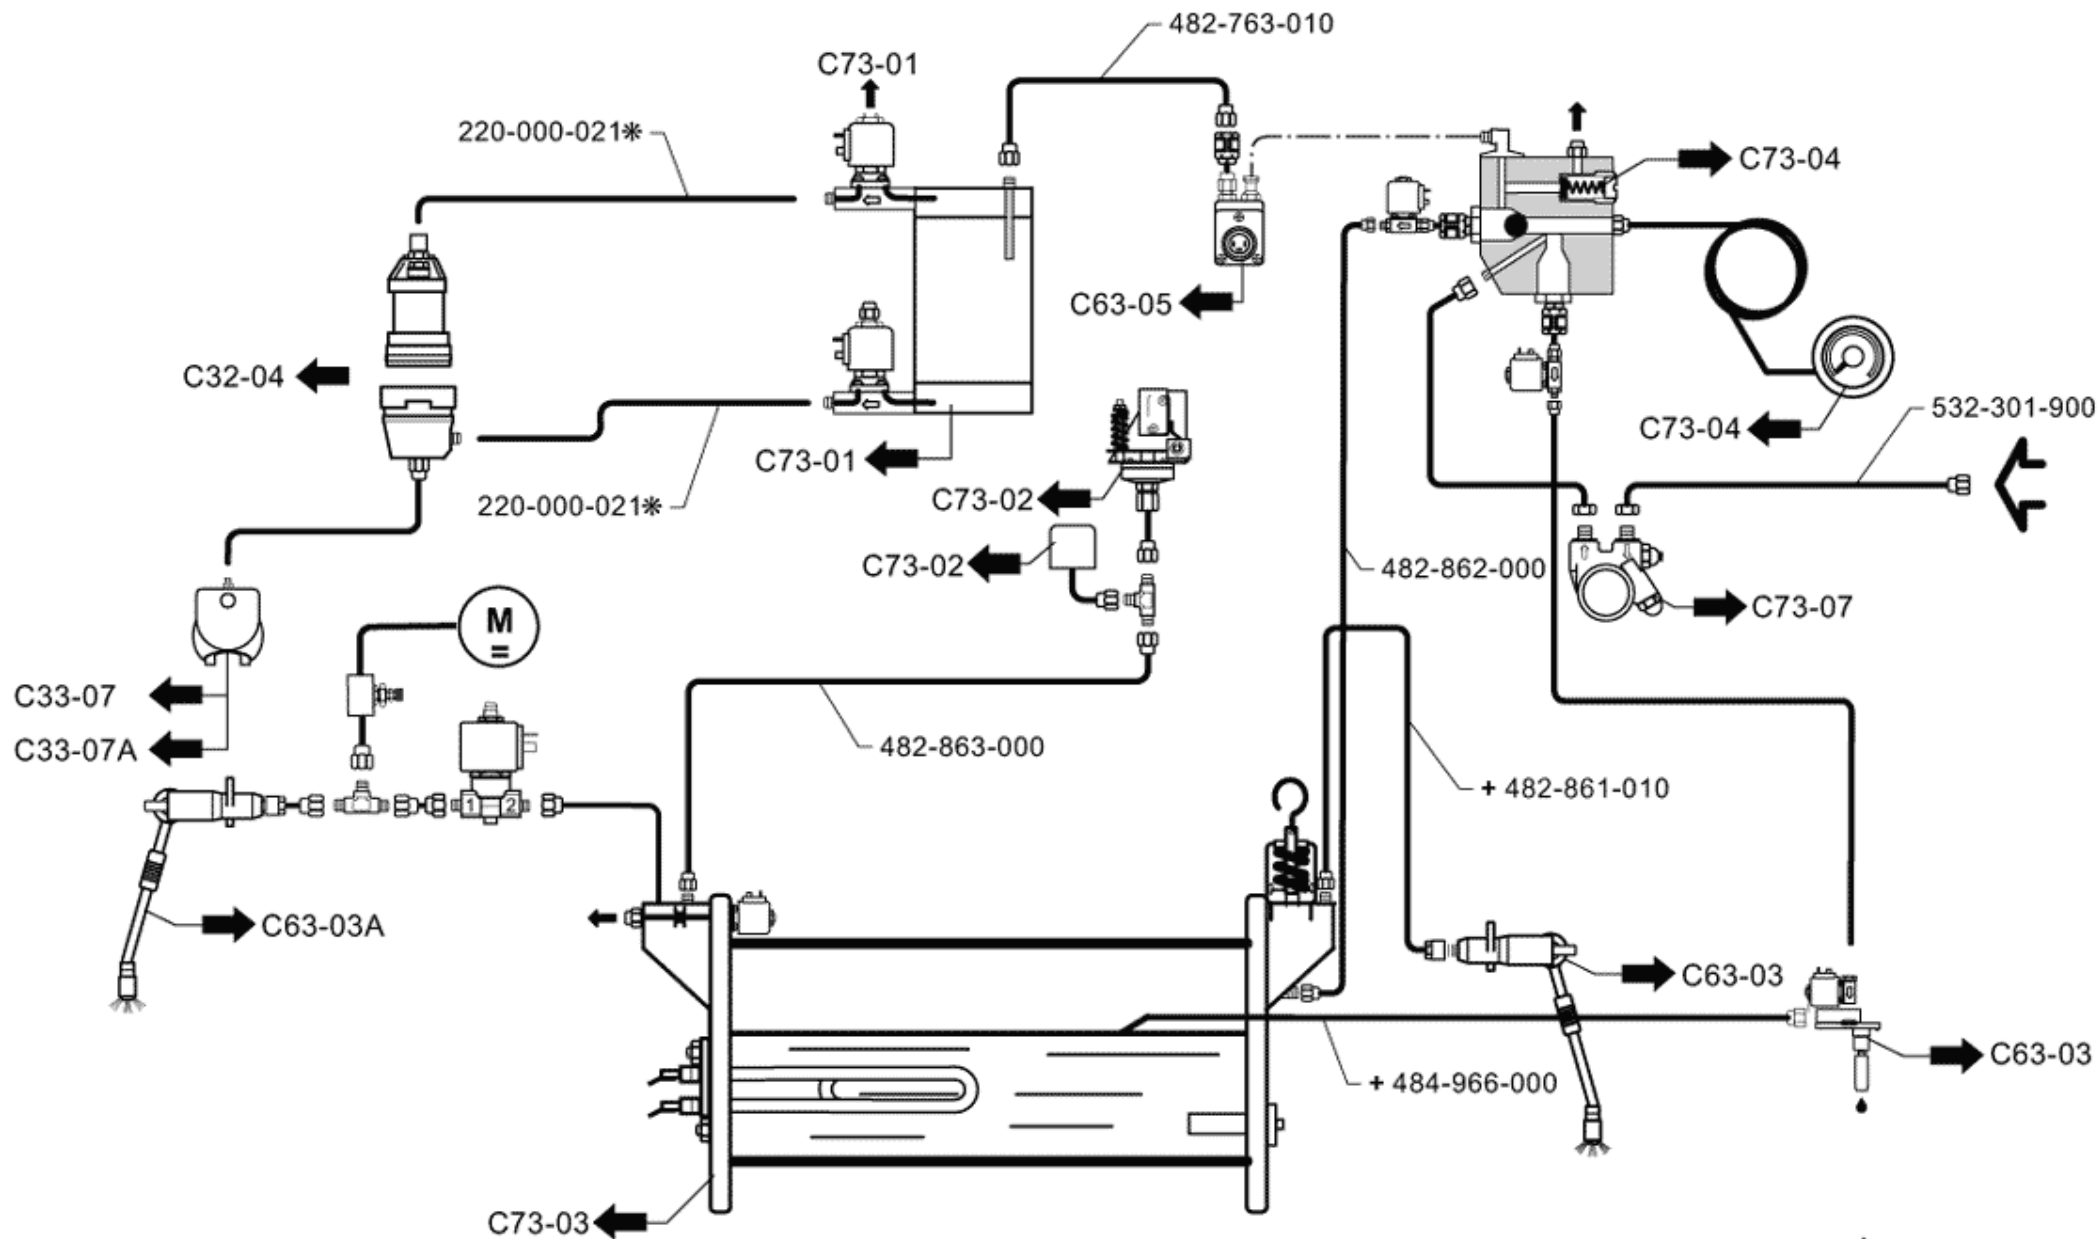 482-763-010
C73-01
220-000-021※
C73-04
C63-05
C32-04
532-301-900
C73-04
C73-01
C73-02
220-000-021※
C73-02
482-862-000
C73-07
M
=
C33-07
C33-07A
482-863-000
+ 482-861-010
1 2
C63-03A
C63-03
C63-03
+ 484-966-000
C73-03